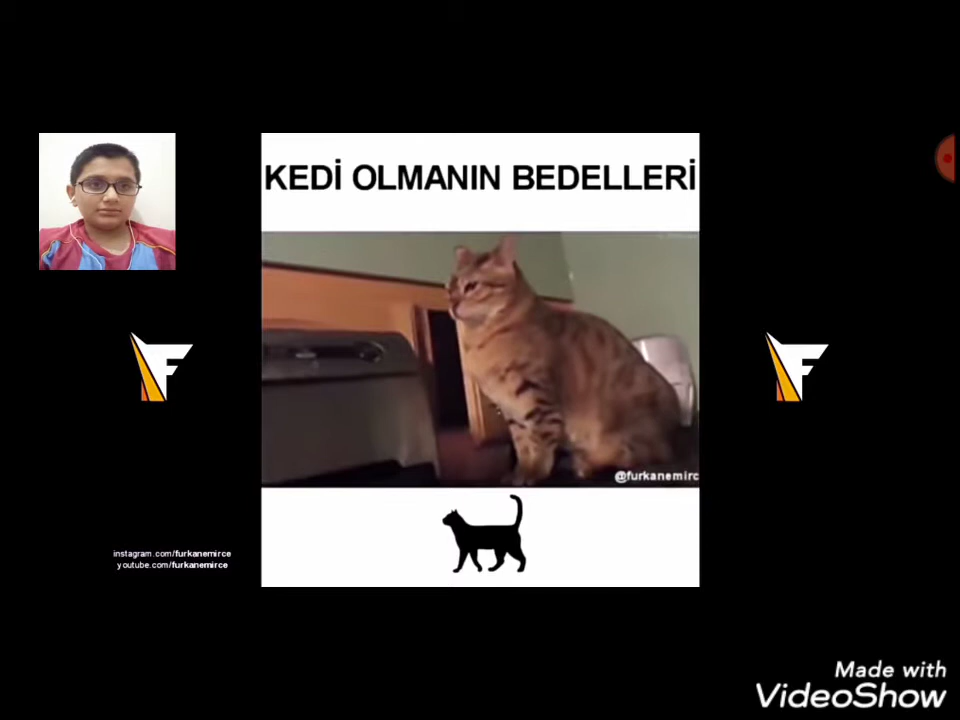 KEDİ OLMANIN BEDELLERİ
@furkanemirc
instagram.com/furkanemirce
youtube.com/furkanemirce
F
F
Made with
VideoShow